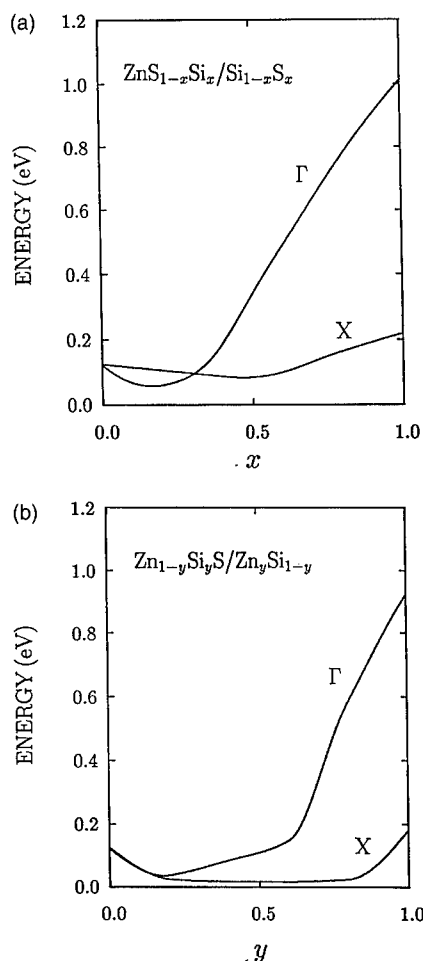 (a)
1.2
ZnS₁₋ₓSiₓ/Si₁₋ₓSₓ
1.0
0.8
Γ
0.6
ENERGY (eV)
0.4
X
0.2
0.0
0.0 0.5 1.0
x
(b)
1.2
Zn₁₋ᵧSiᵧS/ZnᵧSi₁₋ᵧ
1.0
0.8
Γ
0.6
ENERGY (eV)
0.4
0.2
X
0.0
0.0 0.5 1.0
y